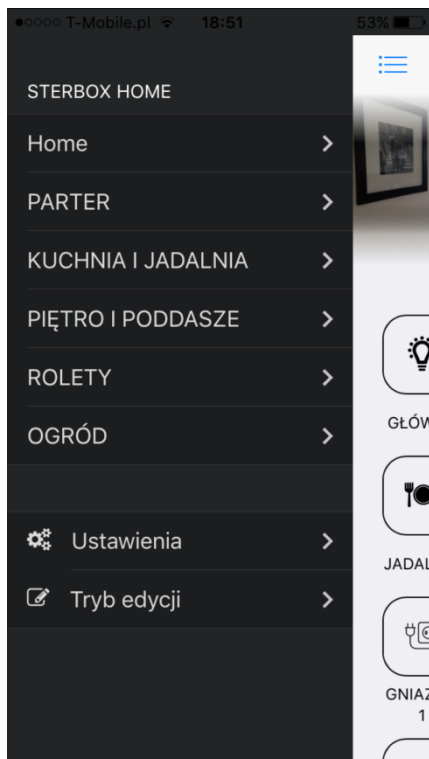 T-Mobile.pl 18:51 53%
STERBOX HOME
Home
PARTER
KUCHNIA I JADALNIA
PIĘTRO I PODDASZE
ROLETY
OGRÓD
Ustawienia
Tryb edycji
GŁÓW
JADAL
GNIAZ
1